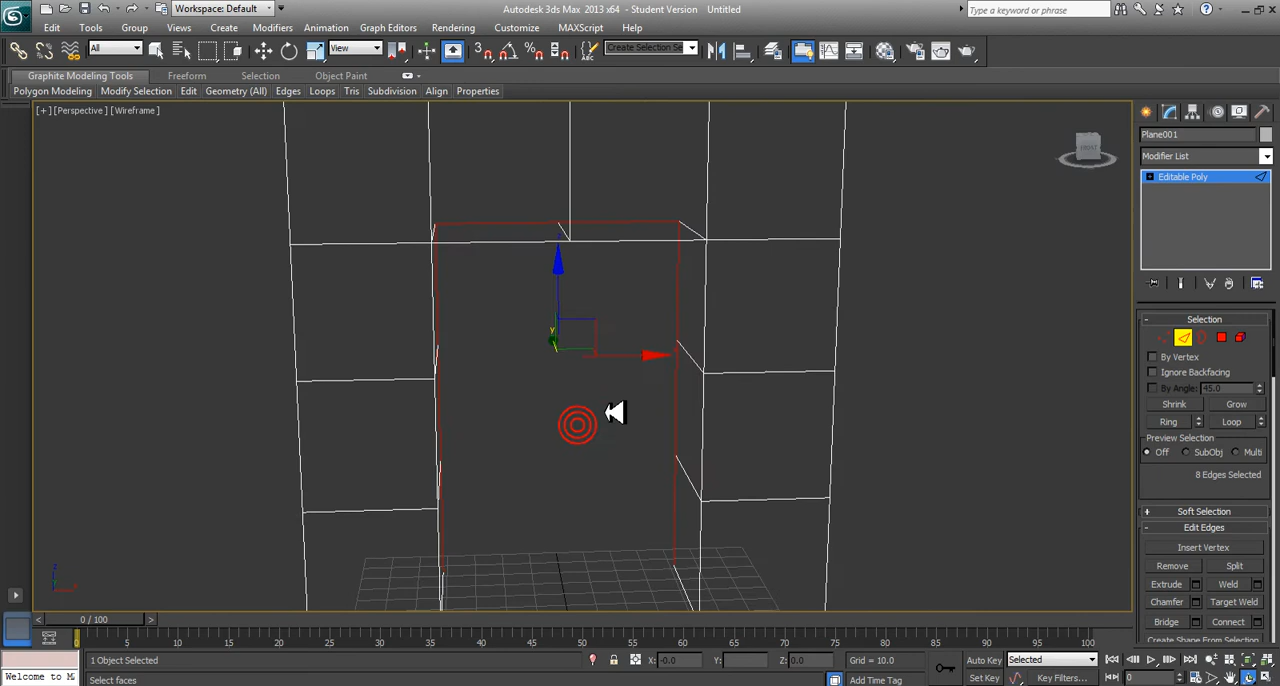 Workspace: Default
Autodesk 3ds Max 2013 x64 - Student Version Untitled
Type a keyword or phrase
Edit Tools Group Views Create Modifiers Animation Graph Editors Rendering Customize MAXScript Help
All View 3 Create Selection Se
Graphite Modeling Tools Freeform Selection Object Paint
Polygon Modeling Modify Selection Edit Geometry (All) Edges Loops Tris Subdivision Align Properties
[+] [Perspective] [Wireframe]
FRONT
Plane001
Modifier List
Editable Poly
y
z
Selection
By Vertex
Ignore Backfacing
By Angle: 45.0
Shrink Grow
Ring Loop
Preview Selection
Off SubObj Multi
8 Edges Selected
Soft Selection
Edit Edges
Insert Vertex
Remove Split
Extrude Weld
Chamfer Target Weld
Bridge Connect
Create Shape From Selection
0 / 100
0 5 10 15 20 25 30 35 40 45 50 55 60 65 70 75 80 85 90 95 100
1 Object Selected X: -0.0 Y: Z: 0.0 Grid = 10.0 Auto Key Selected
Welcome to M Select faces Add Time Tag Set Key Key Filters... 0